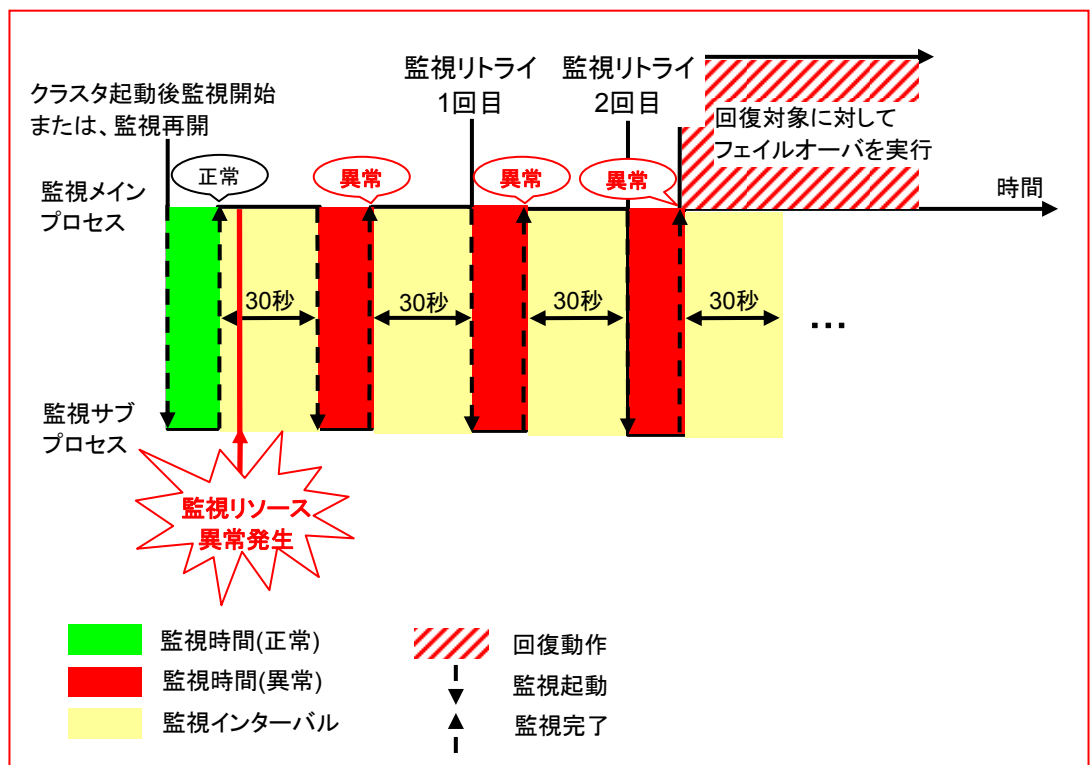 クラスタ起動後監視開始
または、監視再開
監視リトライ
1回目
監視リトライ
2回目
回復対象に対して
フェイルオーバを実行
監視メイン
プロセス
正常
異常
異常
異常
時間
30秒
30秒
30秒
30秒
...
監視サブ
プロセス
監視リソース
異常発生
監視時間(正常)
監視時間(異常)
監視インターバル
回復動作
監視起動
監視完了